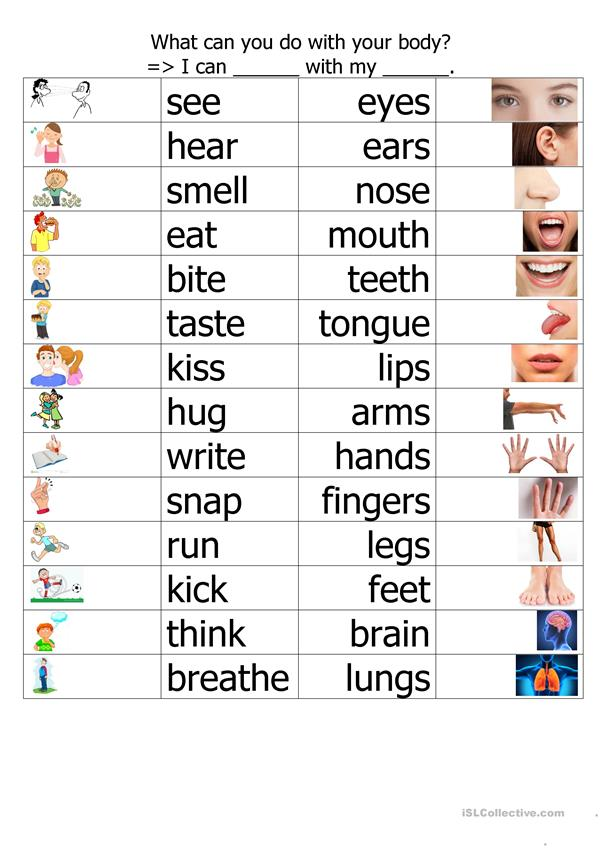 What can you do with your body?
=> I can ______ with my ______.
see eyes
hear ears
smell nose
eat mouth
bite teeth
taste tongue
kiss lips
hug arms
write hands
snap fingers
run legs
kick feet
think brain
breathe lungs
iSLCollective.com